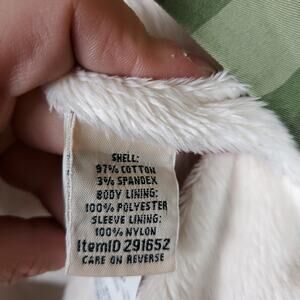 SHELL:
97% COTTON
3% SPANDEX
BODY LINING:
100% POLYESTER
SLEEVE LINING:
100% NYLON
ItemID 291652
CARE ON REVERSE